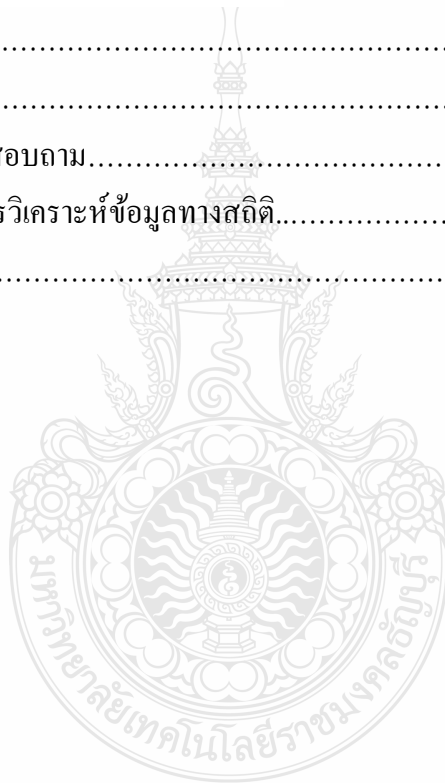 ................................................
................................................
สอบถาม........................................
รวิเคราะห์ข้อมูลทางสถิติ......................
................................................
มหาวิทยาลัยเทคโนโลยีราชมงคลธัญบุรี